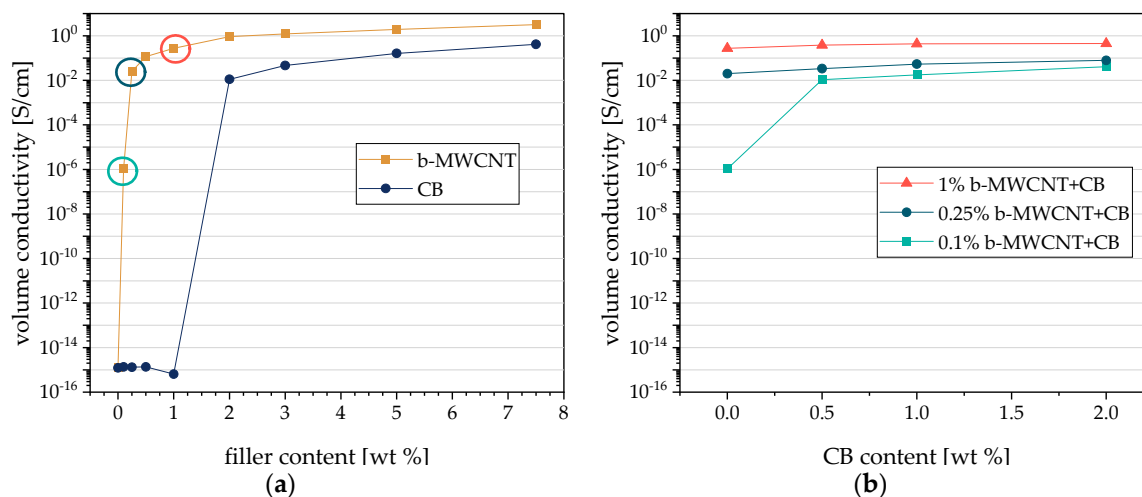 volume conductivity [S/cm]
10^0
10^-2
10^-4
10^-6
10^-8
10^-10
10^-12
10^-14
10^-16
b-MWCNT
CB
0 1 2 3 4 5 6 7 8
filler content [wt %]
(a)
volume conductivity [S/cm]
10^0
10^-2
10^-4
10^-6
10^-8
10^-10
10^-12
10^-14
10^-16
1% b-MWCNT+CB
0.25% b-MWCNT+CB
0.1% b-MWCNT+CB
0.0 0.5 1.0 1.5 2.0
CB content [wt %]
(b)